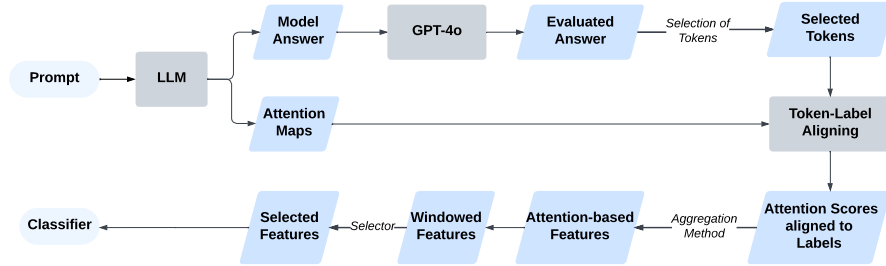 Model
Answer
GPT-4o
Evaluated
Answer
Selection of
Tokens
Selected
Tokens
Prompt
LLM
Attention
Maps
Token-Label
Aligning
Classifier
Selected
Features
Selector
Windowed
Features
Attention-based
Features
Aggregation
Method
Attention Scores
aligned to
Labels